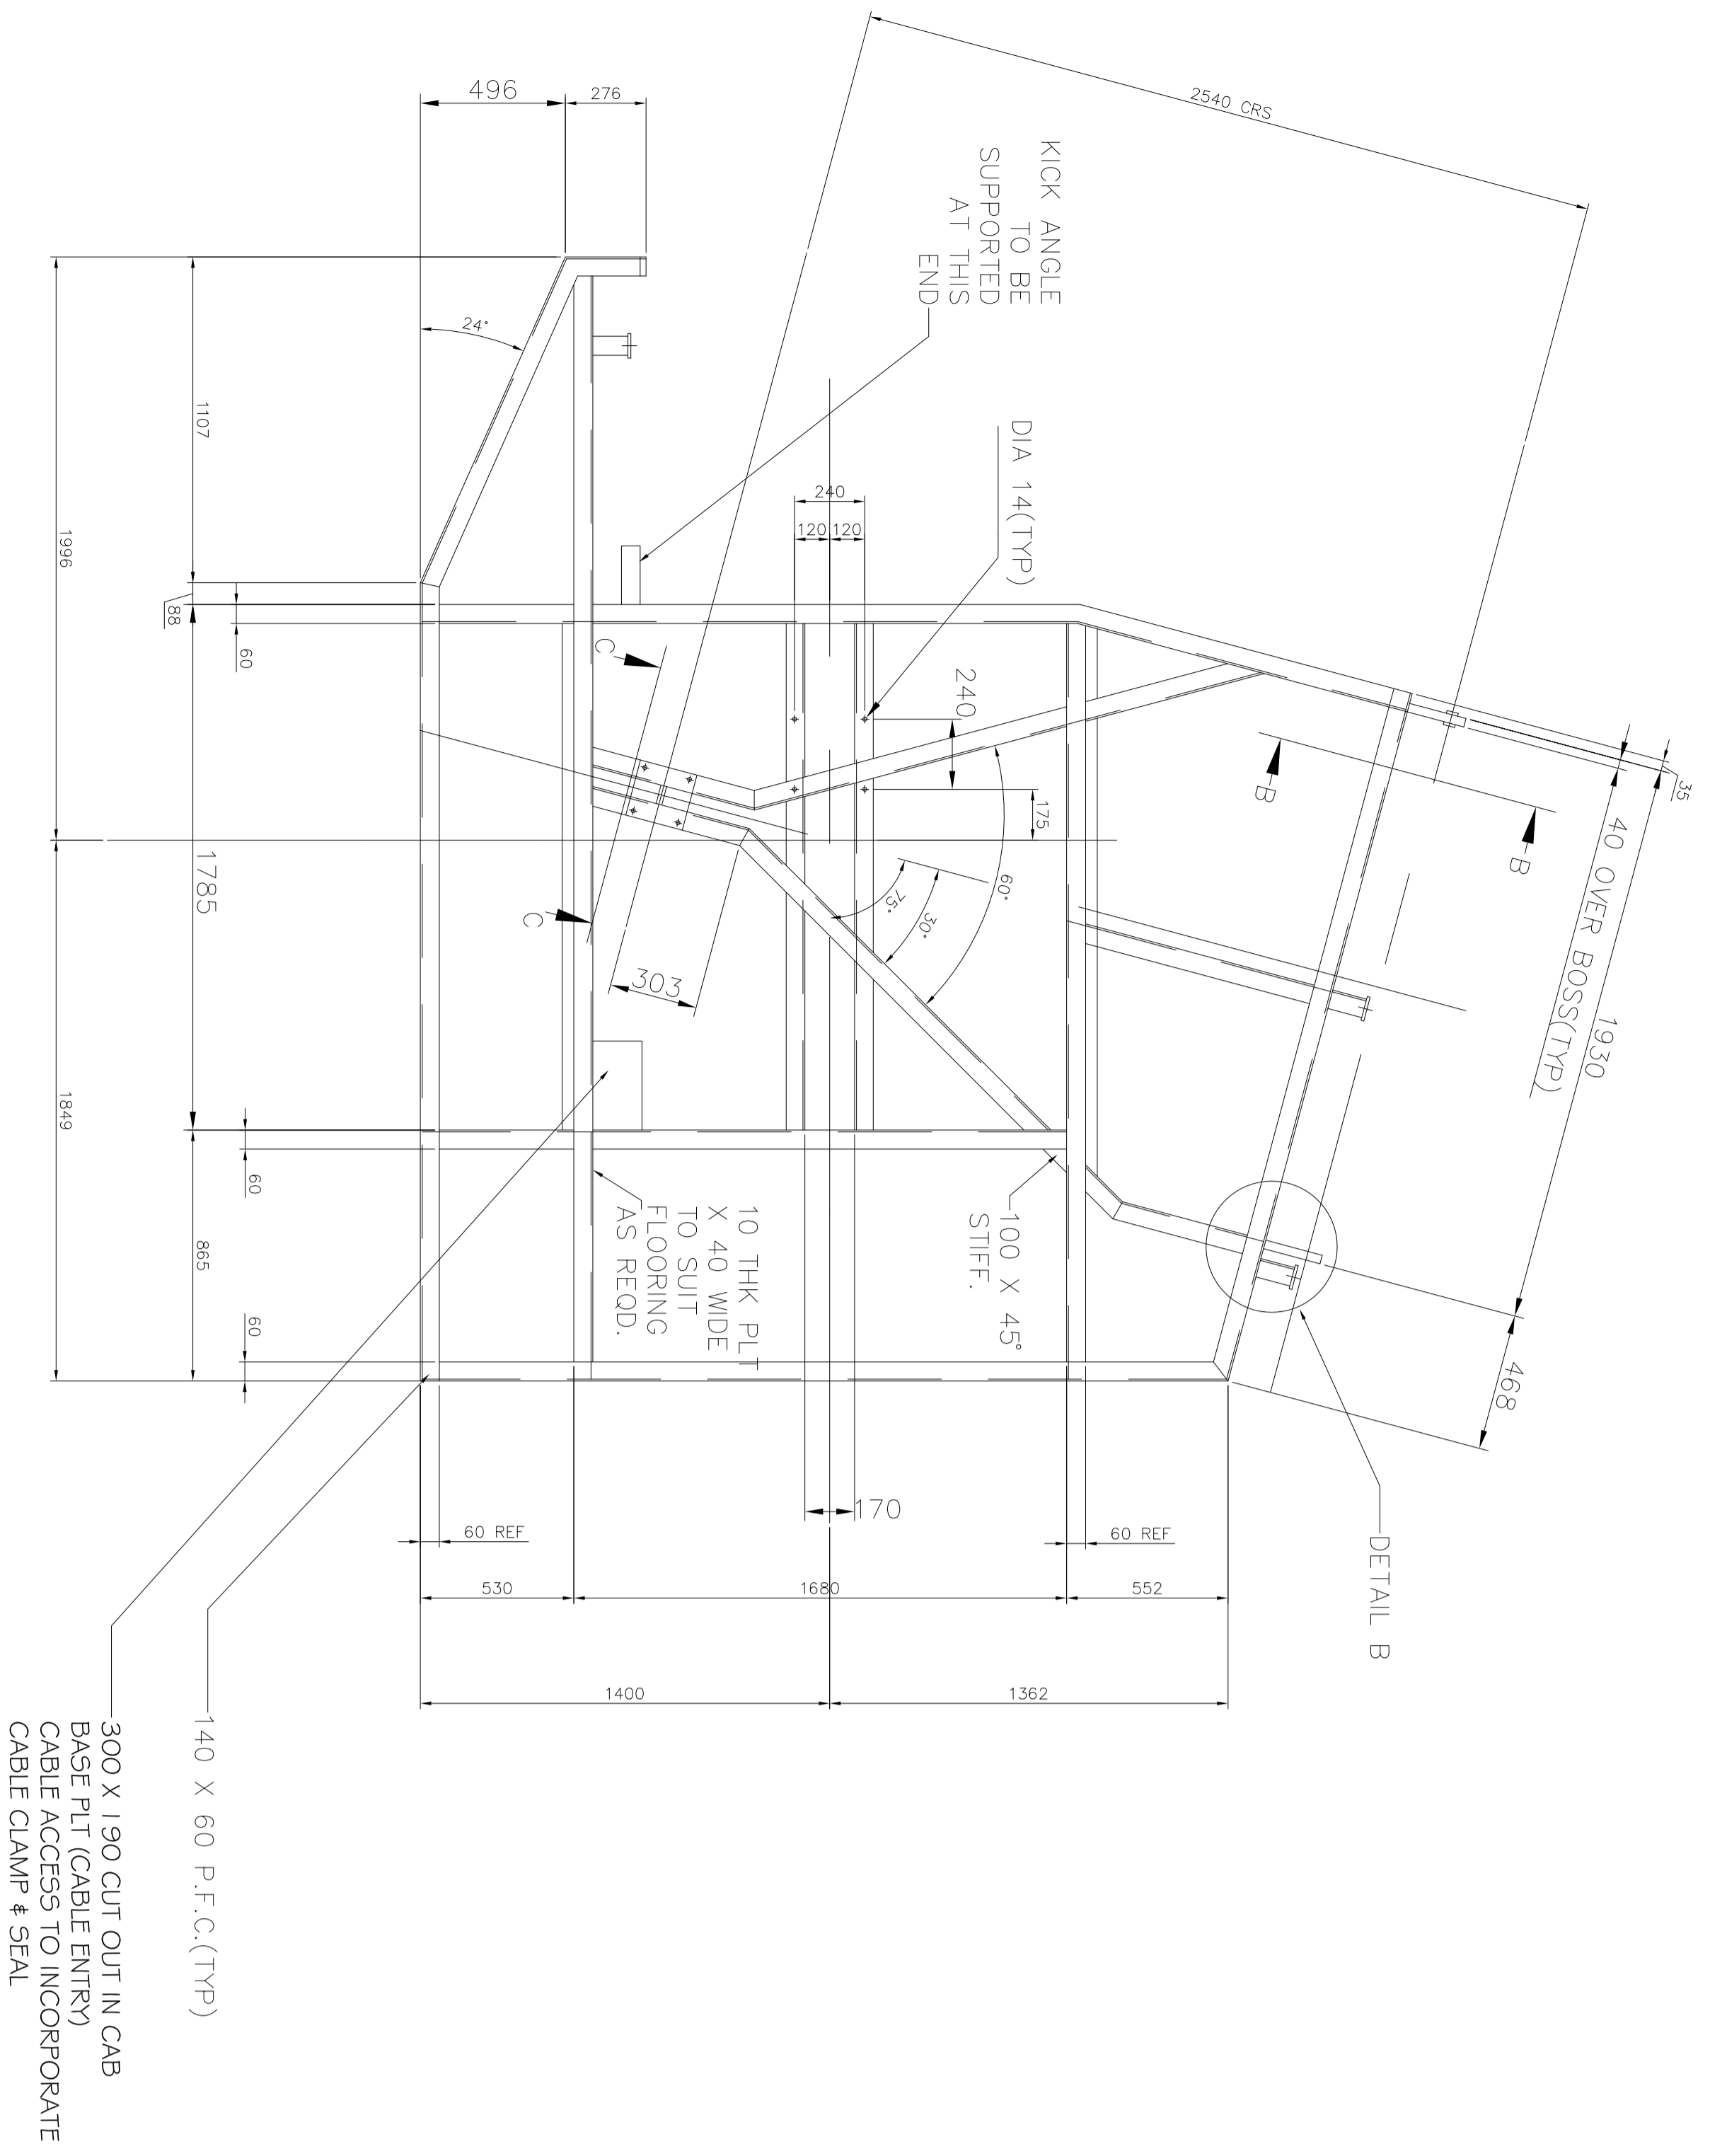 2540 CRS
496
276
KICK ANGLE
TO BE
SUPPORTED
AT THIS
END
24°
1107
1996
88
60
DIA 14(TYP)
240
120
120
C
C
240
175
60°
75°
30°
303
B
B
35
40 OVER BOSS(TYP)
1930
468
1785
1849
60
865
60
10 THK PLT
X 40 WIDE
TO SUIT
FLOORING
AS REQD.
100 X 45°
STIFF.
170
60 REF
60 REF
530
1680
552
1400
1362
DETAIL B
140 X 60 P.F.C.(TYP)
300 X 190 CUT OUT IN CAB
BASE PLT (CABLE ENTRY)
CABLE ACCESS TO INCORPORATE
CABLE CLAMP & SEAL